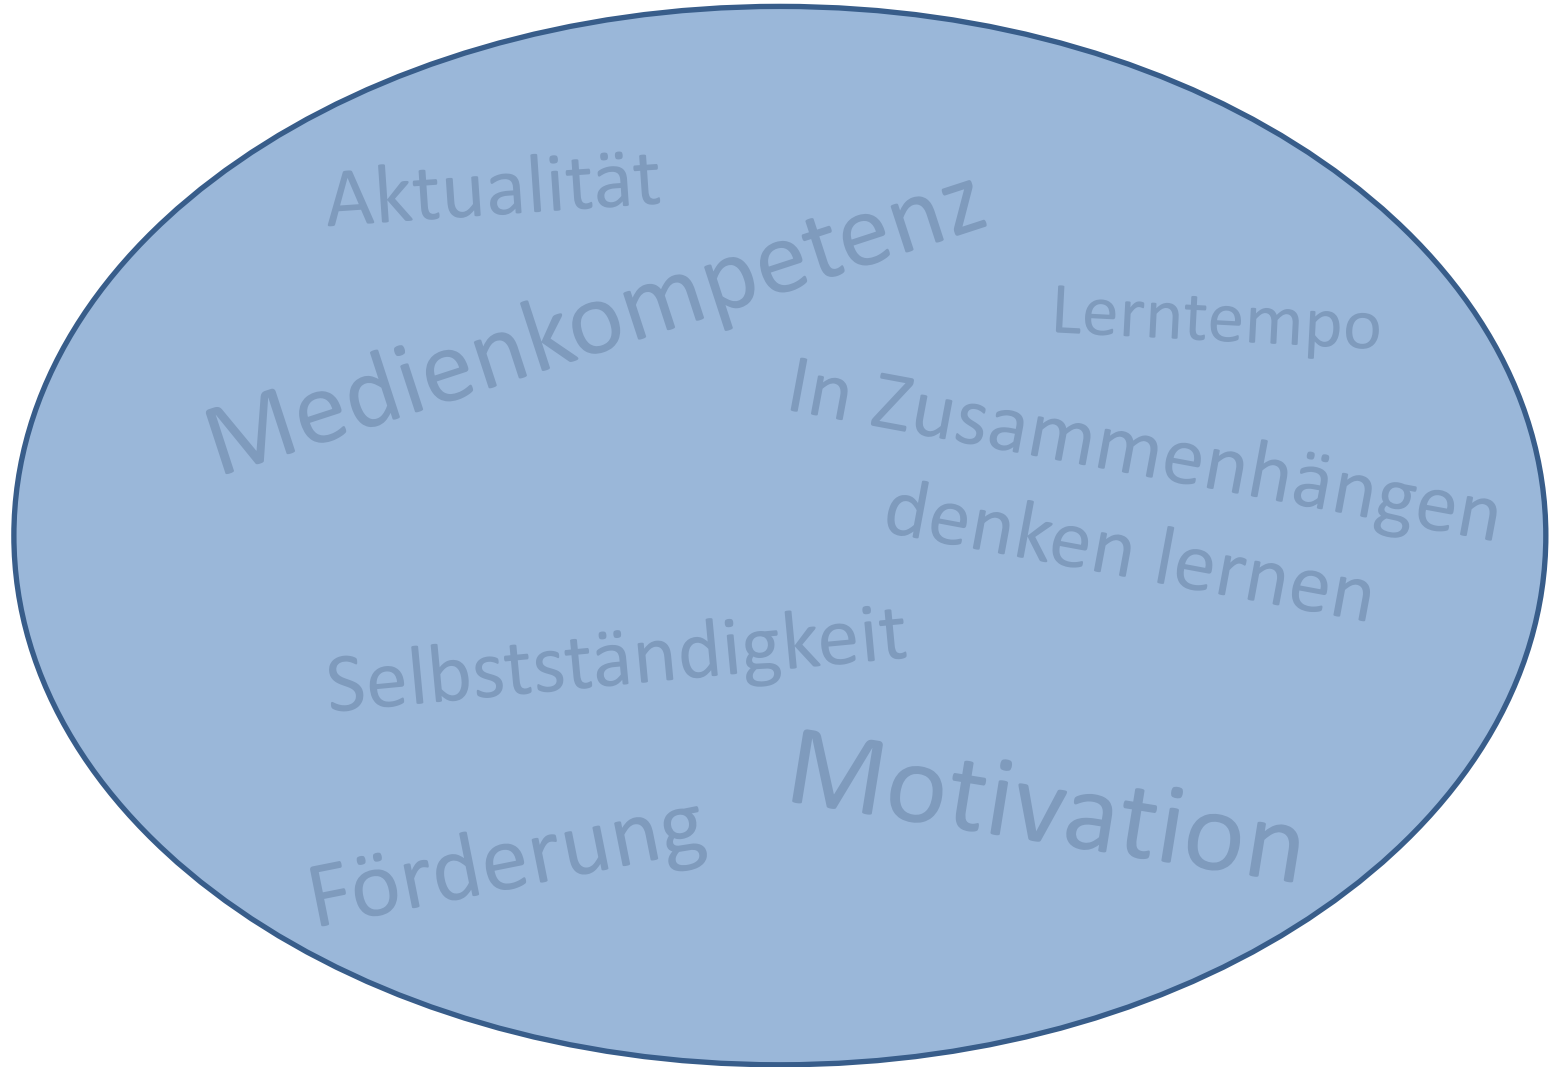 Aktualität
Medienkompetenz
Lerntempo
In Zusammenhängen
denken lernen
Selbstständigkeit
Motivation
Förderung